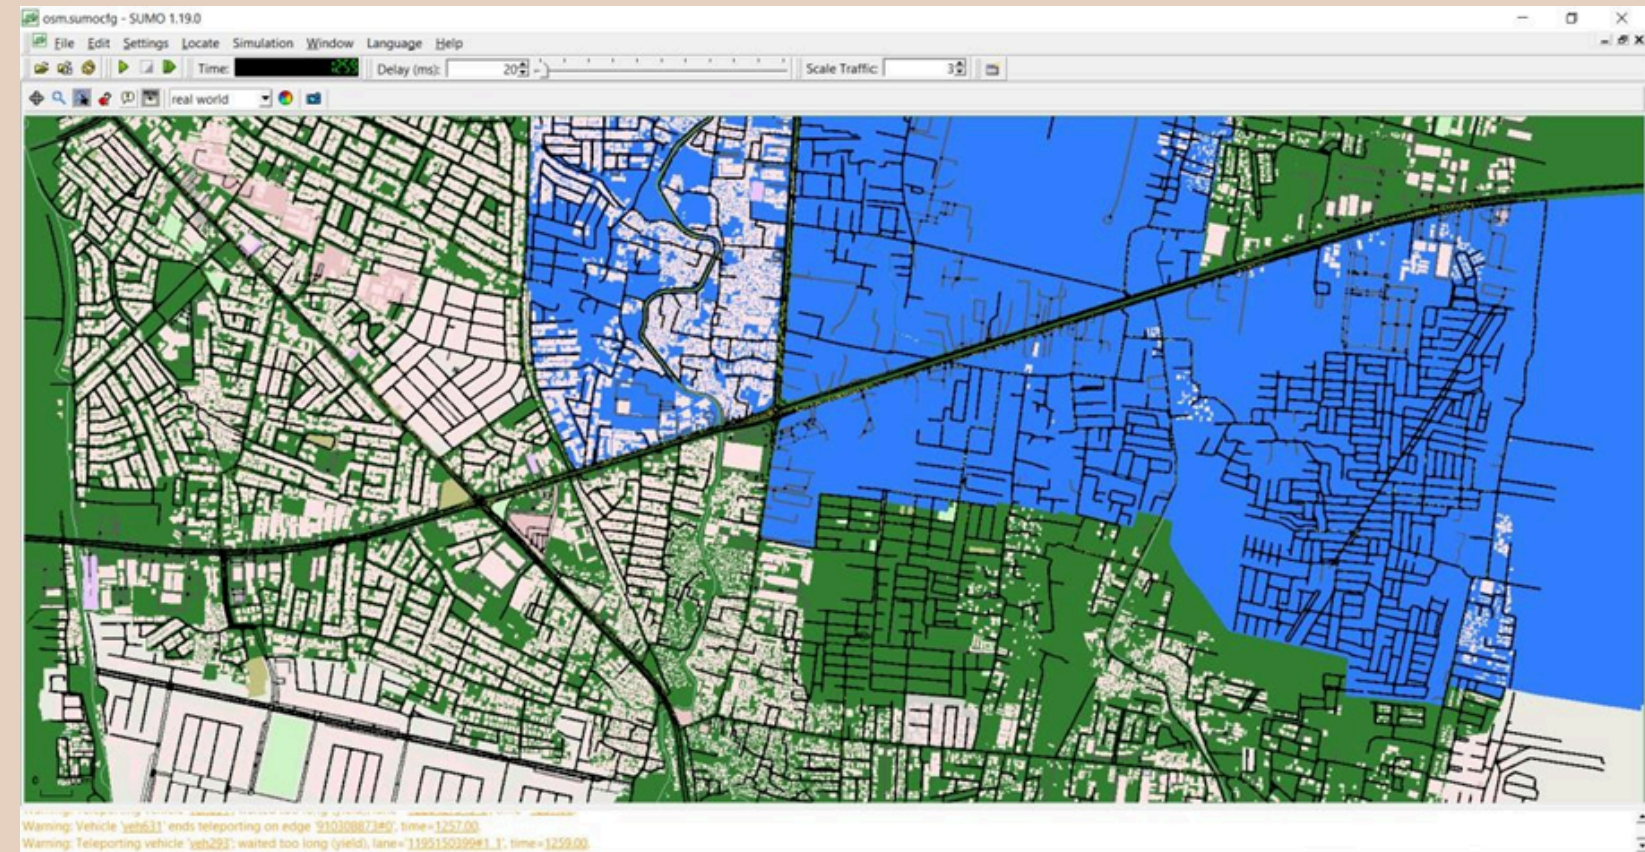 osm.sumocfg - SUMO 1.19.0
File Edit Settings Locate Simulation Window Language Help
Time: 1259 Delay (ms): 20 Scale Traffic: 3
real world
Warning: Vehicle 'veh631' ends teleporting on edge '910308873#0', time=1257.00.
Warning: Teleporting vehicle 'veh293'; waited too long (yield), lane='1195150399#1_1', time=1259.00.